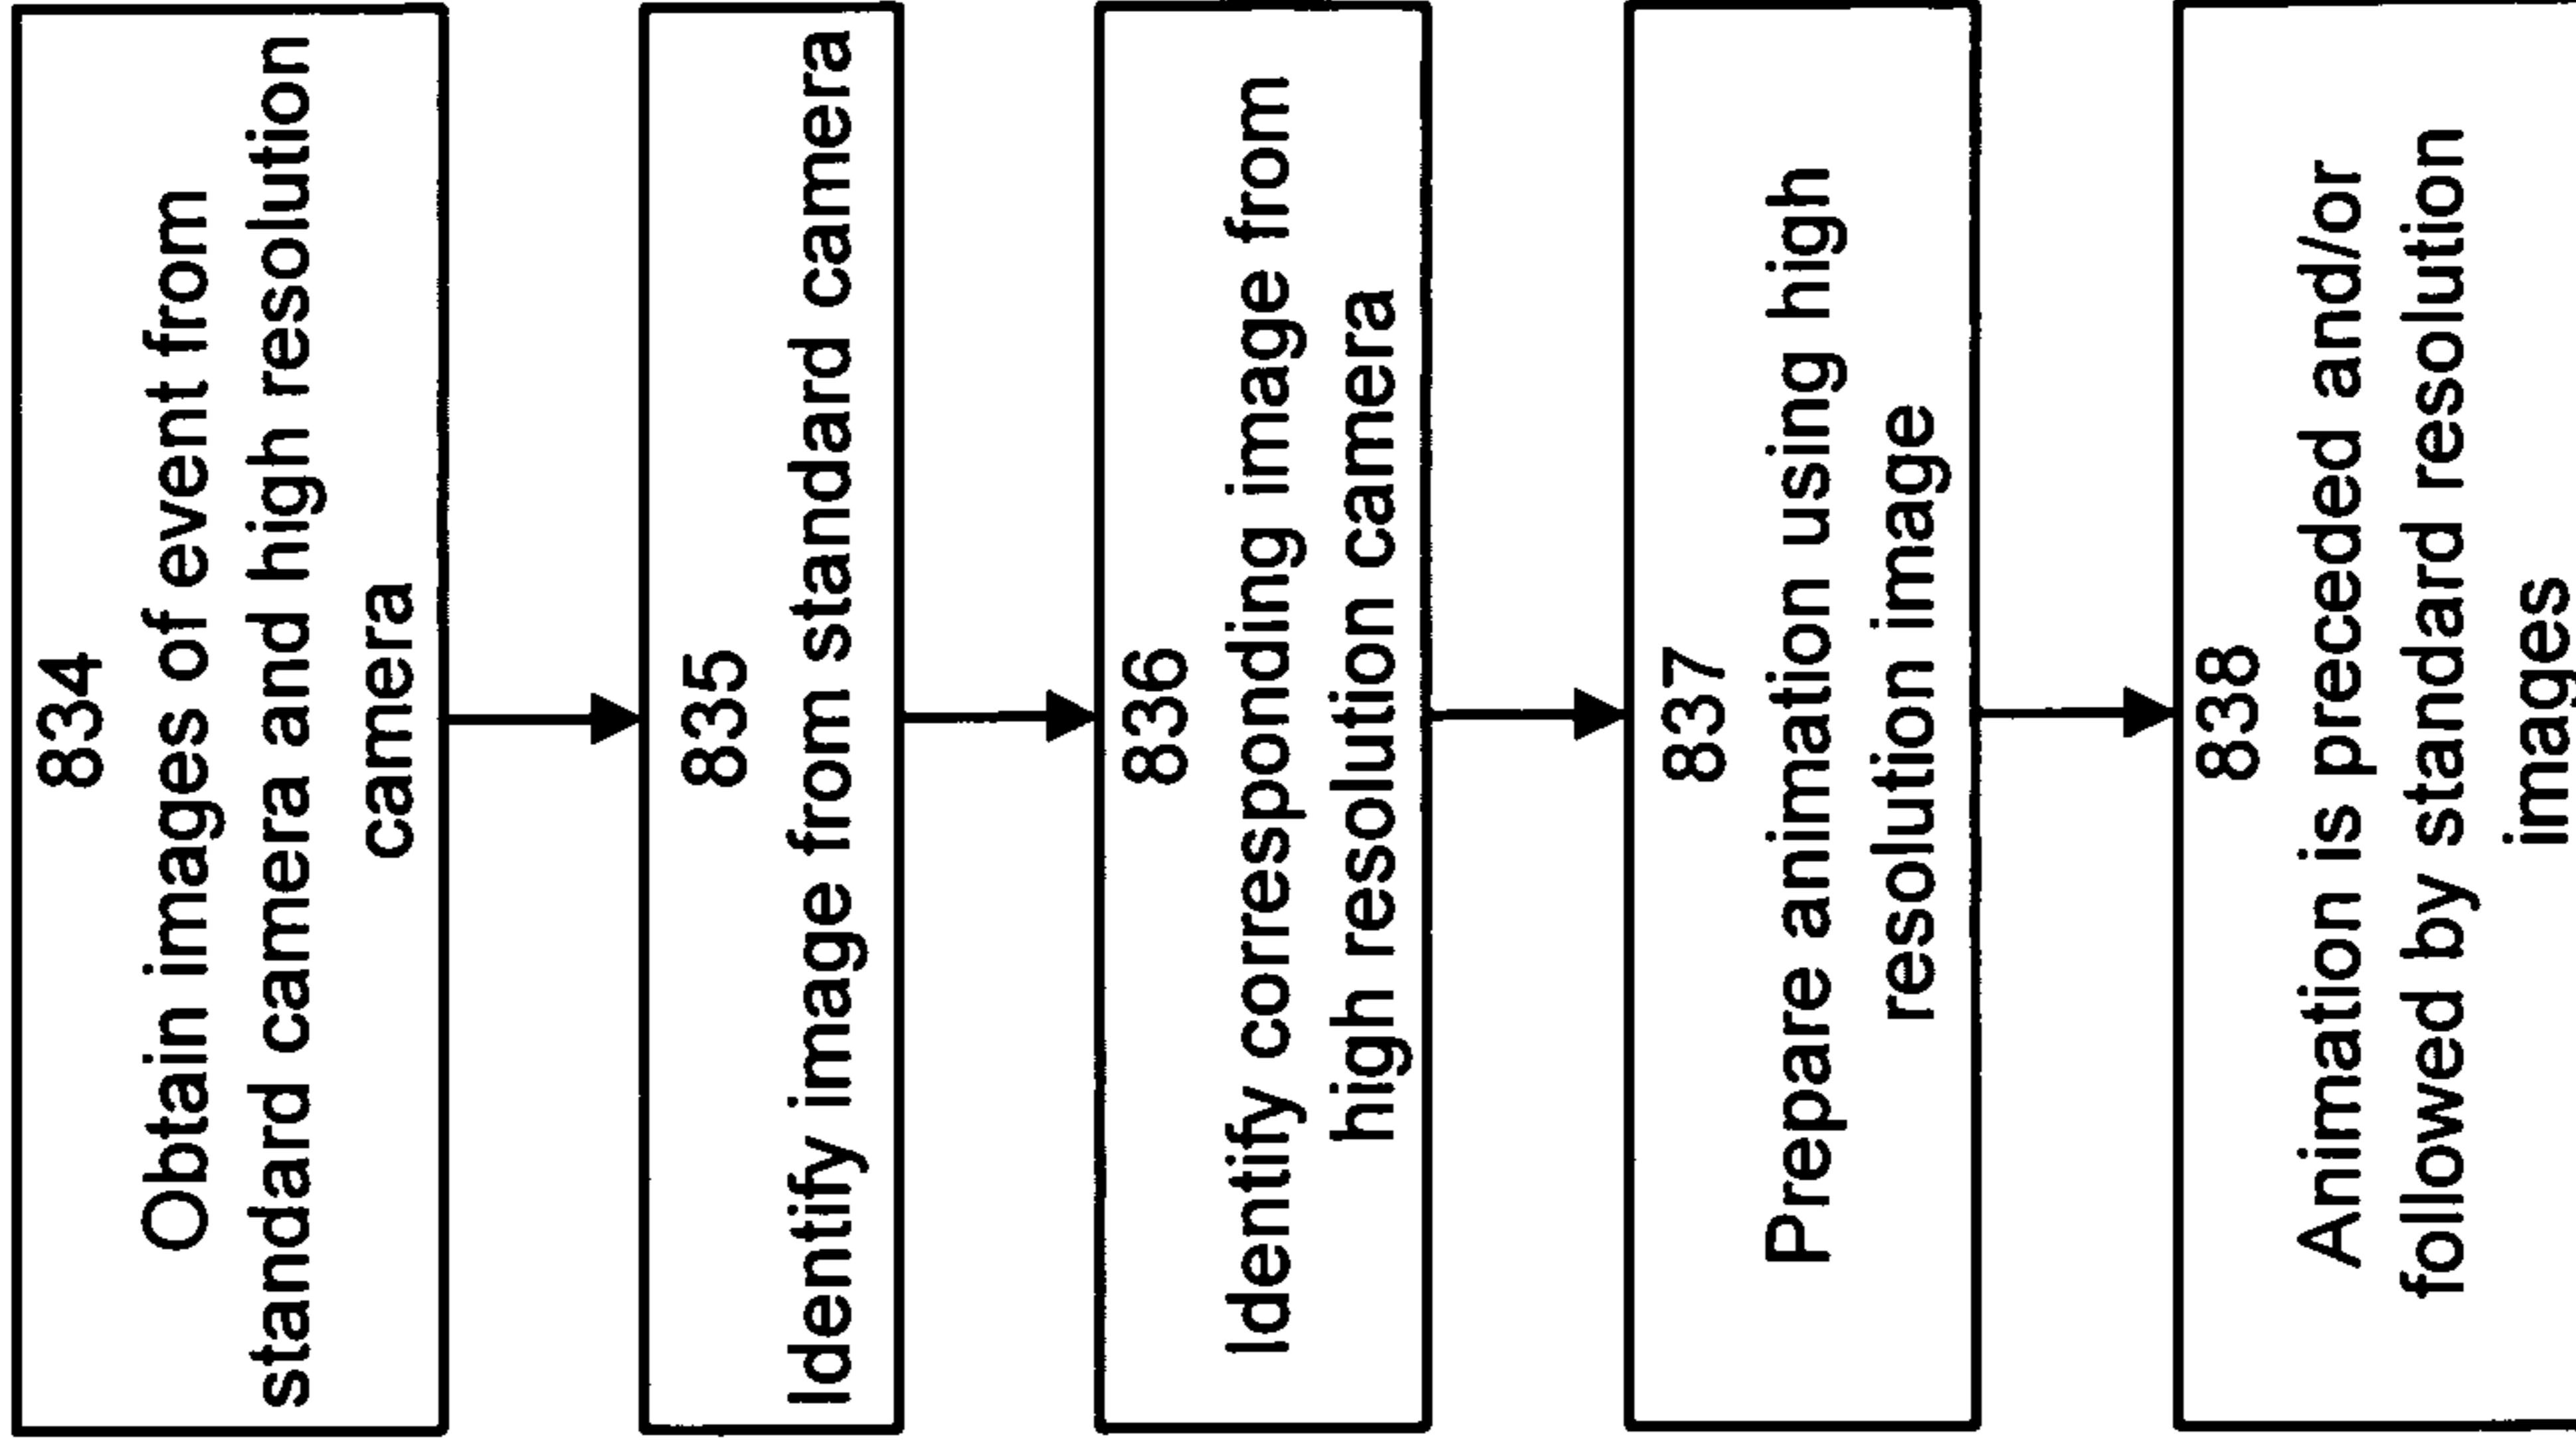 834
Obtain images of event from
standard camera and high resolution
camera
835
Identify image from standard camera
836
Identify corresponding image from
high resolution camera
837
Prepare animation using high
resolution image
838
Animation is preceded and/or
followed by standard resolution
images